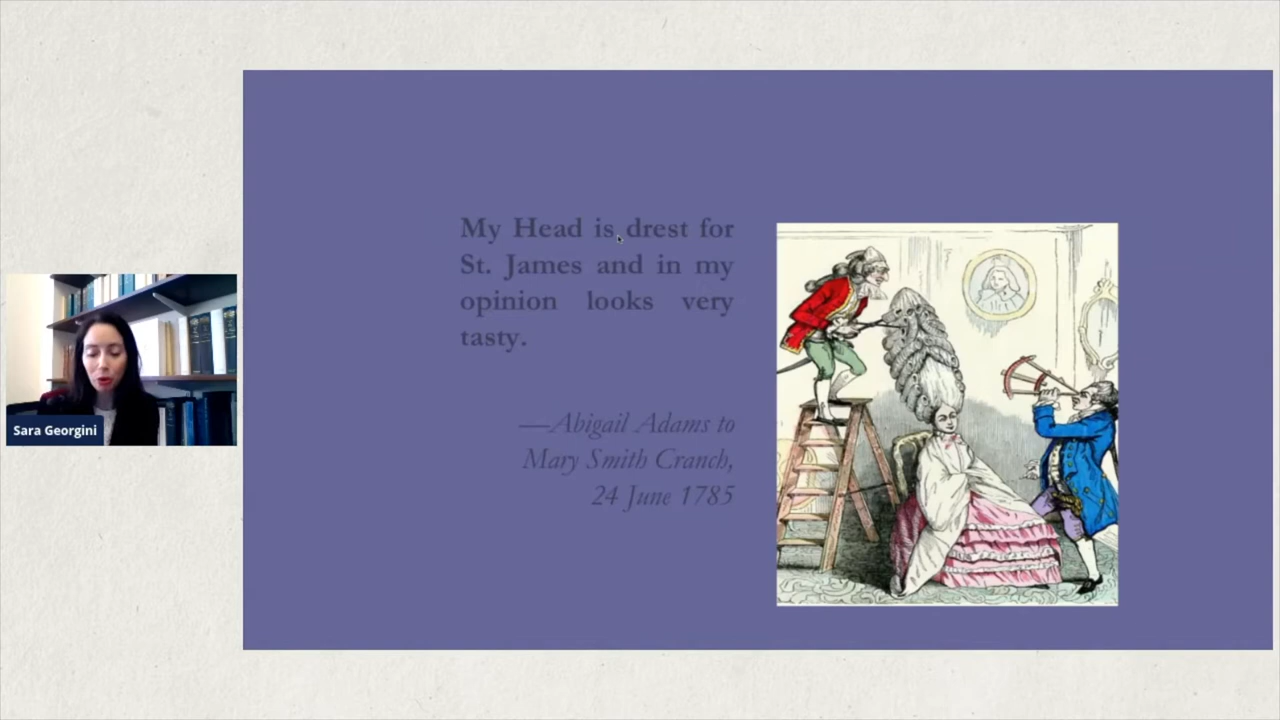 My Head is drest for
St. James and in my
opinion looks very
tasty.
—Abigail Adams to
Mary Smith Cranch,
24 June 1785
Sara Georgini